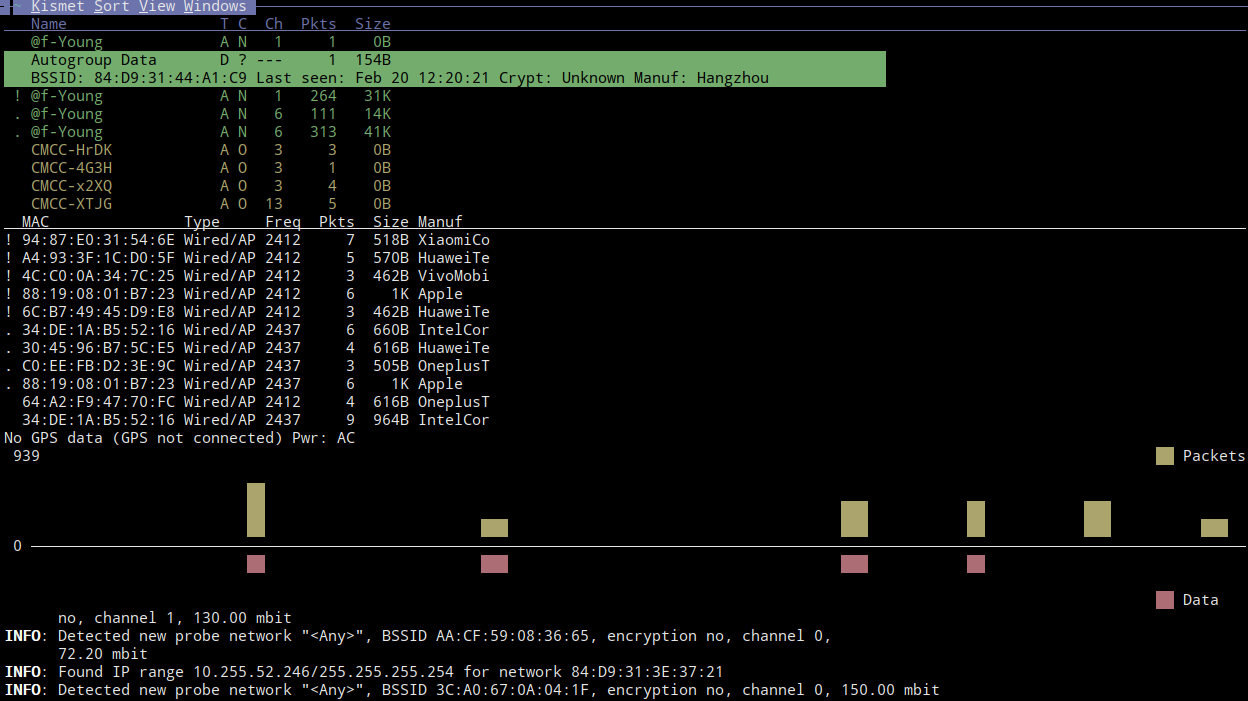 ~ Kismet Sort View Windows
Name T C Ch Pkts Size
@f-Young A N 1 1 0B
Autogroup Data D ? --- 1 154B
BSSID: 84:D9:31:44:A1:C9 Last seen: Feb 20 12:20:21 Crypt: Unknown Manuf: Hangzhou
! @f-Young A N 1 264 31K
. @f-Young A N 6 111 14K
. @f-Young A N 6 313 41K
CMCC-HrDK A O 3 3 0B
CMCC-4G3H A O 3 1 0B
CMCC-x2XQ A O 3 4 0B
CMCC-XTJG A O 13 5 0B
MAC Type Freq Pkts Size Manuf
! 94:87:E0:31:54:6E Wired/AP 2412 7 518B XiaomiCo
! A4:93:3F:1C:D0:5F Wired/AP 2412 5 570B HuaweiTe
! 4C:C0:0A:34:7C:25 Wired/AP 2412 3 462B VivoMobi
! 88:19:08:01:B7:23 Wired/AP 2412 6 1K Apple
! 6C:B7:49:45:D9:E8 Wired/AP 2412 3 462B HuaweiTe
. 34:DE:1A:B5:52:16 Wired/AP 2437 6 660B IntelCor
. 30:45:96:B7:5C:E5 Wired/AP 2437 4 616B HuaweiTe
. C0:EE:FB:D2:3E:9C Wired/AP 2437 3 505B OneplusT
. 88:19:08:01:B7:23 Wired/AP 2437 6 1K Apple
64:A2:F9:47:70:FC Wired/AP 2412 4 616B OneplusT
34:DE:1A:B5:52:16 Wired/AP 2437 9 964B IntelCor
No GPS data (GPS not connected) Pwr: AC
939 Packets
0
Data
no, channel 1, 130.00 mbit
INFO: Detected new probe network "<Any>", BSSID AA:CF:59:08:36:65, encryption no, channel 0,
72.20 mbit
INFO: Found IP range 10.255.52.246/255.255.255.254 for network 84:D9:31:3E:37:21
INFO: Detected new probe network "<Any>", BSSID 3C:A0:67:0A:04:1F, encryption no, channel 0, 150.00 mbit